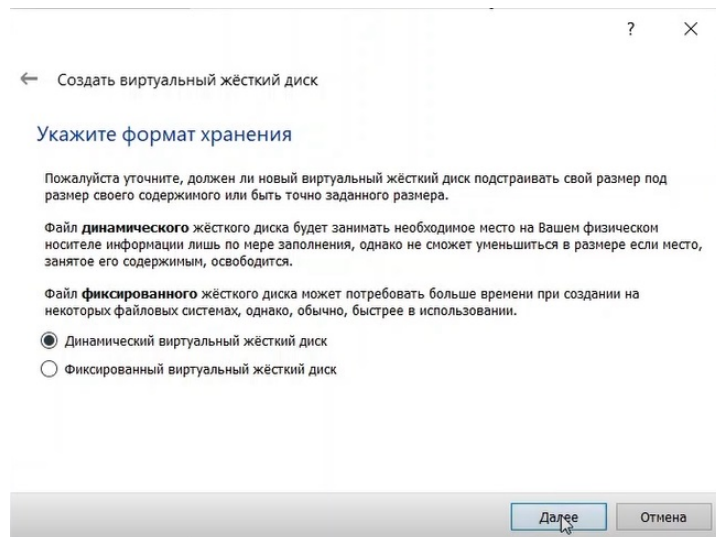 ?
Создать виртуальный жёсткий диск
Укажите формат хранения
Пожалуйста уточните, должен ли новый виртуальный жёсткий диск подстраивать свой размер под
размер своего содержимого или быть точно заданного размера.
Файл динамического жёсткого диска будет занимать необходимое место на Вашем физическом
носителе информации лишь по мере заполнения, однако не сможет уменьшиться в размере если место,
занятое его содержимым, освободится.
Файл фиксированного жёсткого диска может потребовать больше времени при создании на
некоторых файловых системах, однако, обычно, быстрее в использовании.
Динамический виртуальный жёсткий диск
Фиксированный виртуальный жёсткий диск
Далее Отмена